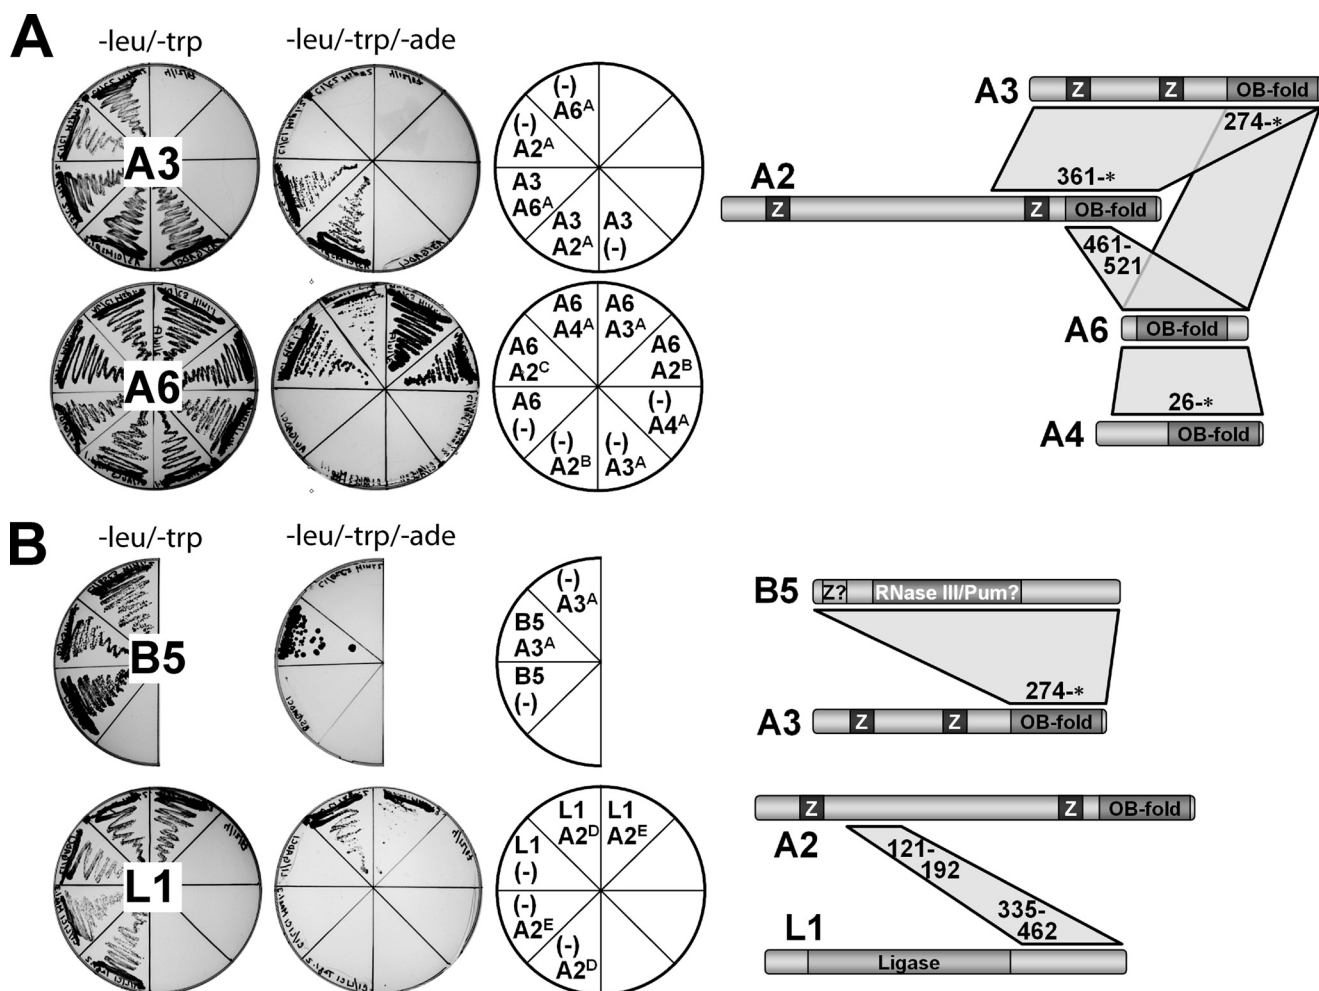 A
-leu/-trp
-leu/-trp/-ade
A3
(-)
A6A
(-)
A2A
A3
A6A
A3
A2A
A3
(-)
A3
Z
Z
OB-fold
274-*
361-*
A2
Z
Z
OB-fold
461-
521
A6
OB-fold
26-*
A4
OB-fold
A6
A6
A4A
A6
A3A
A6
A2C
A6
A2B
A6
(-)
(-)
A4A
(-)
A2B
(-)
A3A
B
-leu/-trp
-leu/-trp/-ade
B5
(-)
A3A
B5
A3A
B5
(-)
B5
Z?
RNase III/Pum?
274-*
A3
Z
Z
OB-fold
L1
L1
A2D
L1
A2E
L1
(-)
(-)
A2E
(-)
A2D
Z
Z
OB-fold
A2
121-
192
335-
462
L1
Ligase